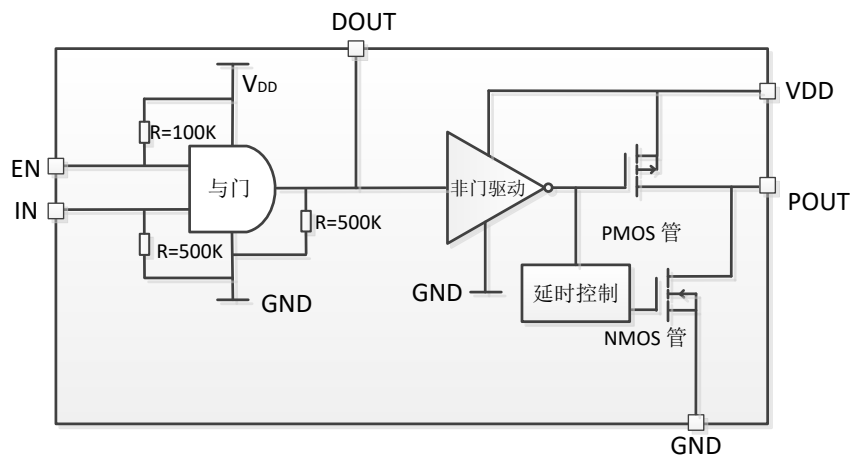 DOUT
VDD
R=100K
EN
与门
IN
R=500K
R=500K
GND
非门驱动
GND
VDD
POUT
PMOS 管
延时控制
NMOS 管
GND